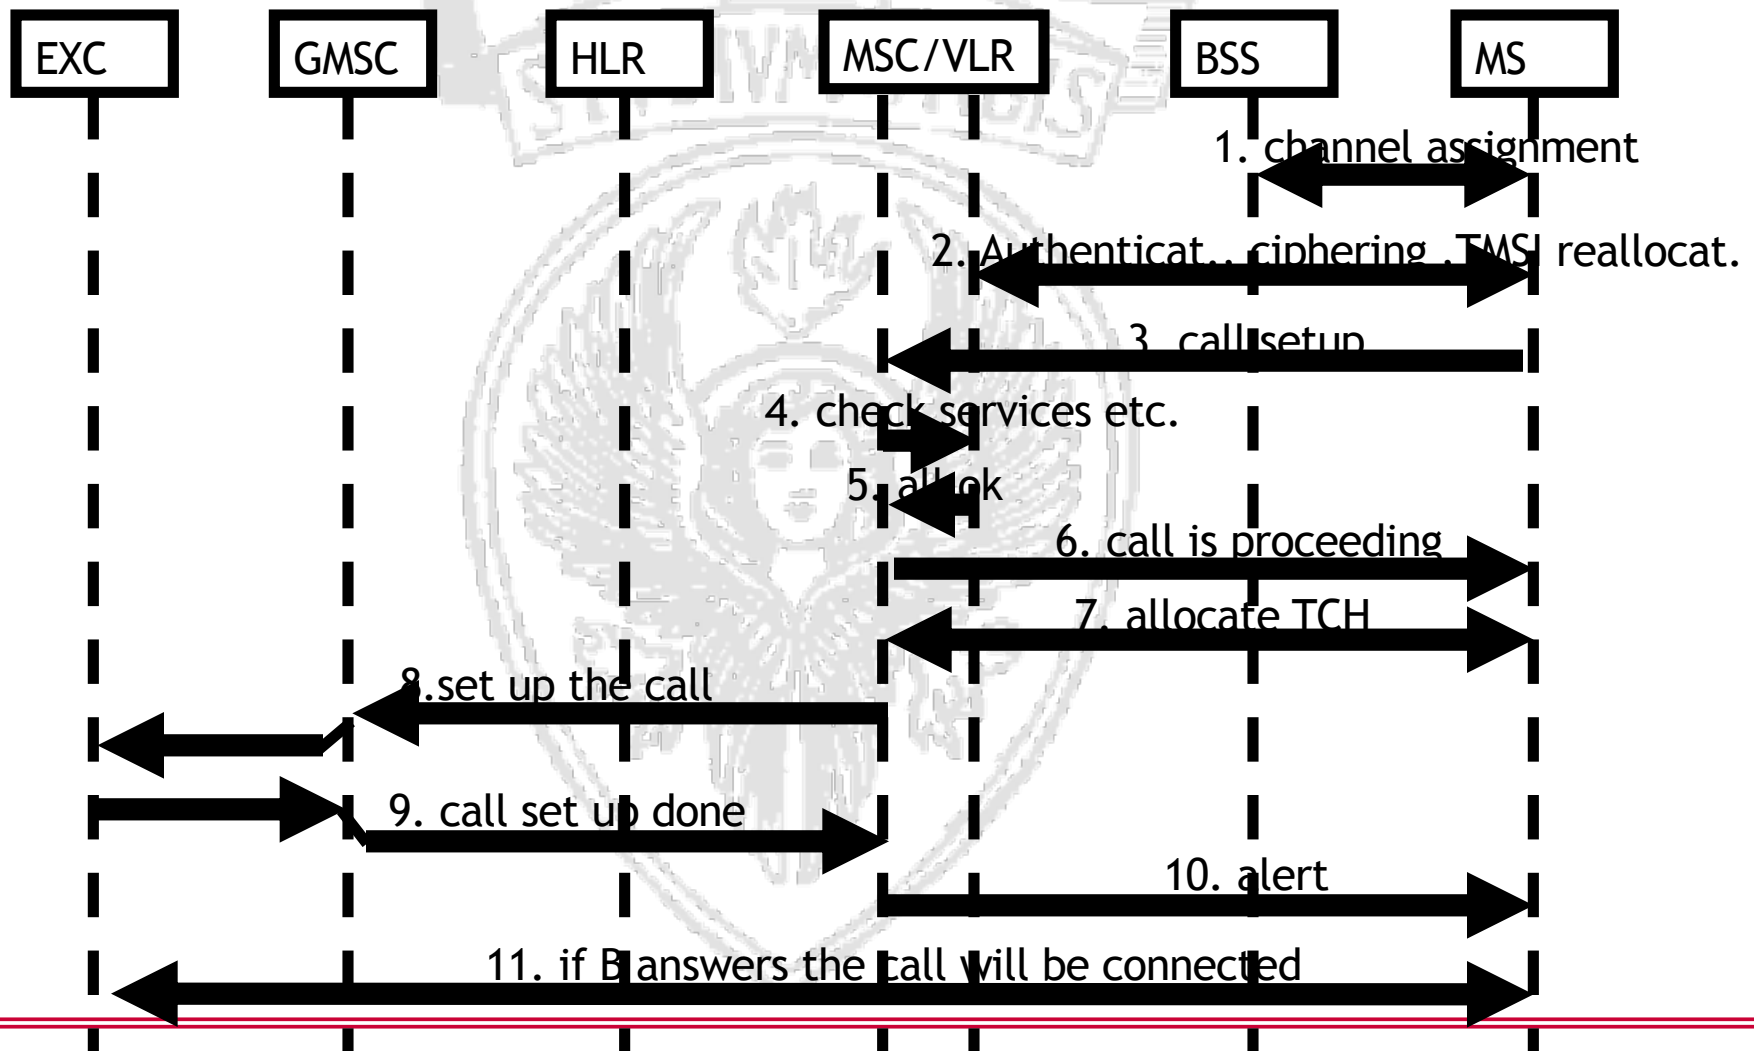 EXC GMSC HLR MSC/VLR BSS MS
1. channel assignment
2. Authenticat., ciphering ,TMSI reallocat.
3. call setup
4. check services etc.
5. all ok
6. call is proceeding
7. allocate TCH
8.set up the call
9. call set up done
10. alert
11. if B answers the call will be connected